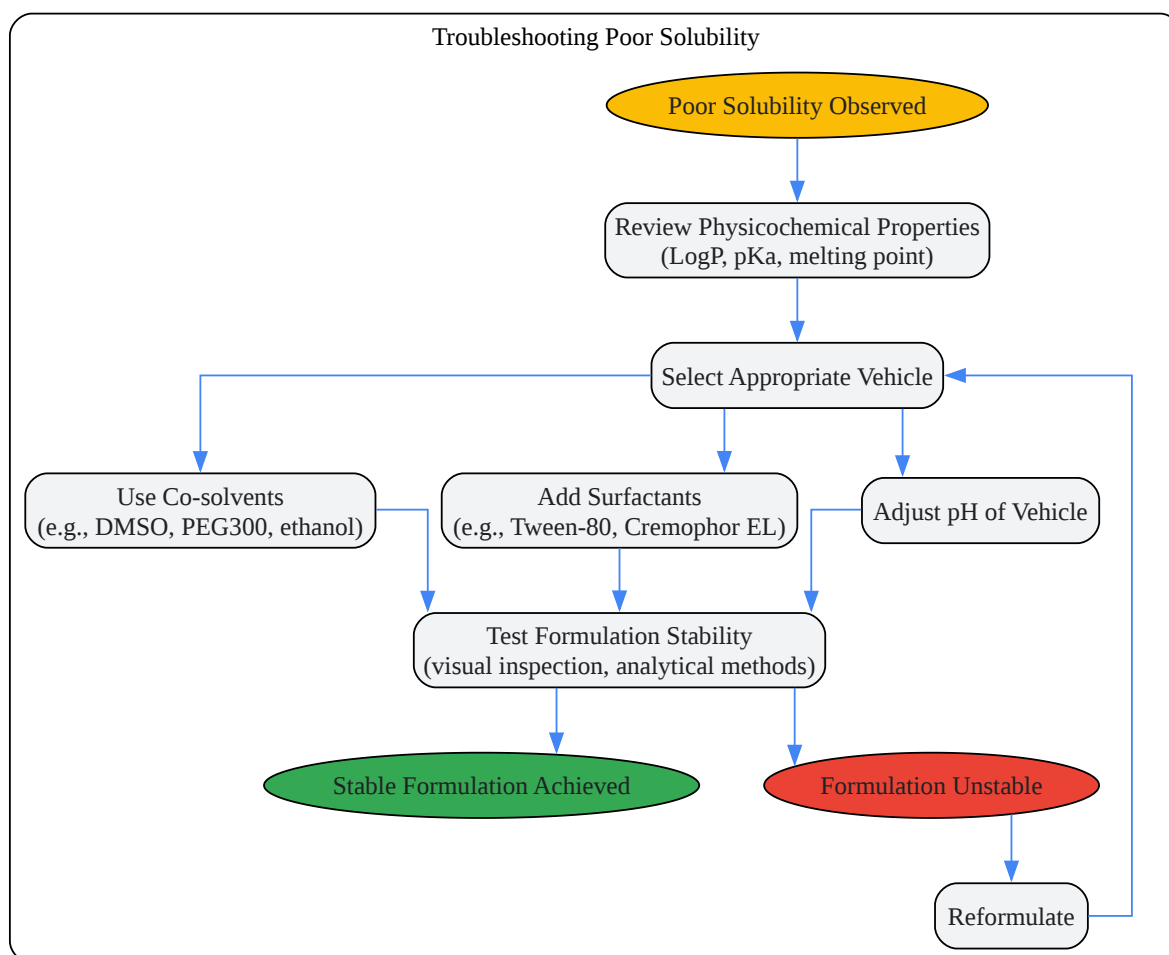 Troubleshooting Poor Solubility
Poor Solubility Observed
Review Physicochemical Properties
(LogP, pKa, melting point)
Select Appropriate Vehicle
Use Co-solvents
(e.g., DMSO, PEG300, ethanol)
Add Surfactants
(e.g., Tween-80, Cremophor EL)
Adjust pH of Vehicle
Test Formulation Stability
(visual inspection, analytical methods)
Stable Formulation Achieved
Formulation Unstable
Reformulate